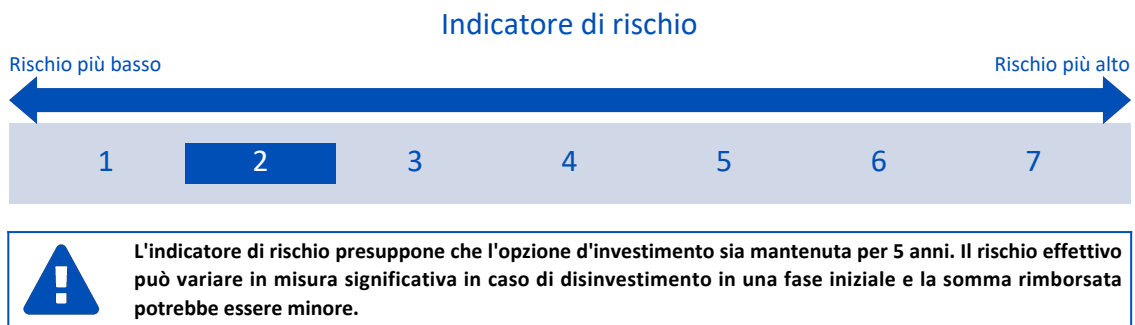 Indicatore di rischio
Rischio più basso
Rischio più alto
1 2 3 4 5 6 7
L'indicatore di rischio presuppone che l'opzione d'investimento sia mantenuta per 5 anni. Il rischio effettivo
può variare in misura significativa in caso di disinvestimento in una fase iniziale e la somma rimborsata
potrebbe essere minore.